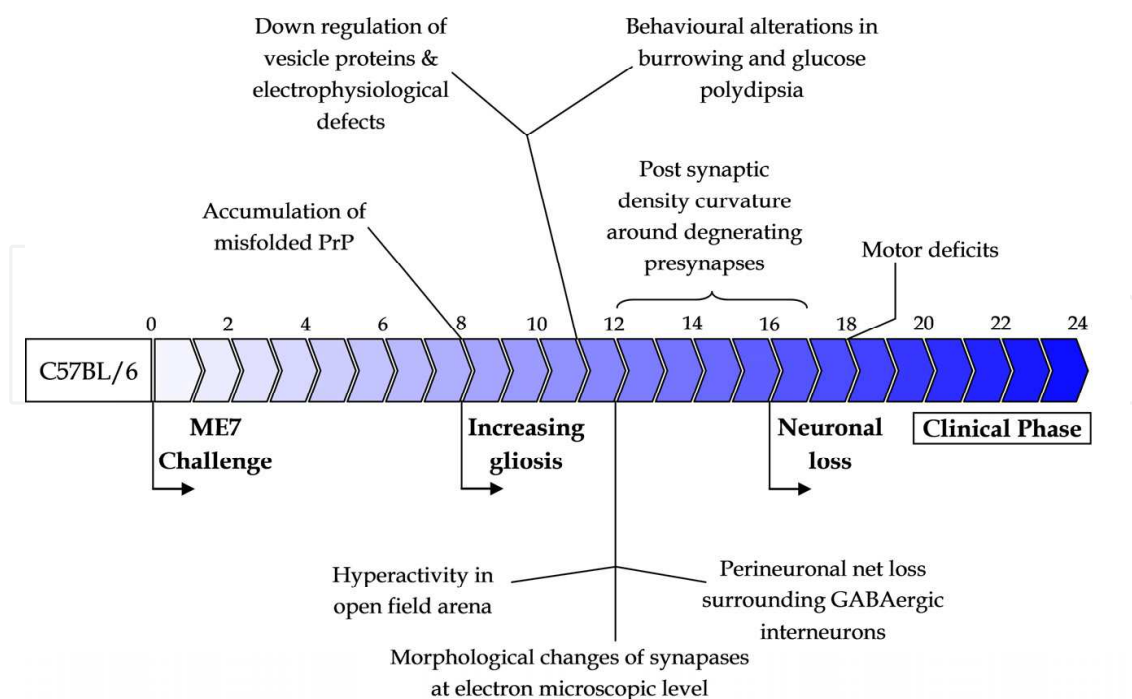 Down regulation of
vesicle proteins &
electrophysiological
defects
Behavioural alterations in
burrowing and glucose
polydipsia
Post synaptic
density curvature
around degnerating
presynapses
Accumulation of
misfolded PrP
Motor deficits
0 2 4 6 8 10 12 14 16 18 20 22 24
C57BL/6
ME7
Challenge
Increasing
gliosis
Neuronal
loss
Clinical Phase
Hyperactivity in
open field arena
Perineuronal net loss
surrounding GABAergic
interneurons
Morphological changes of synapases
at electron microscopic level